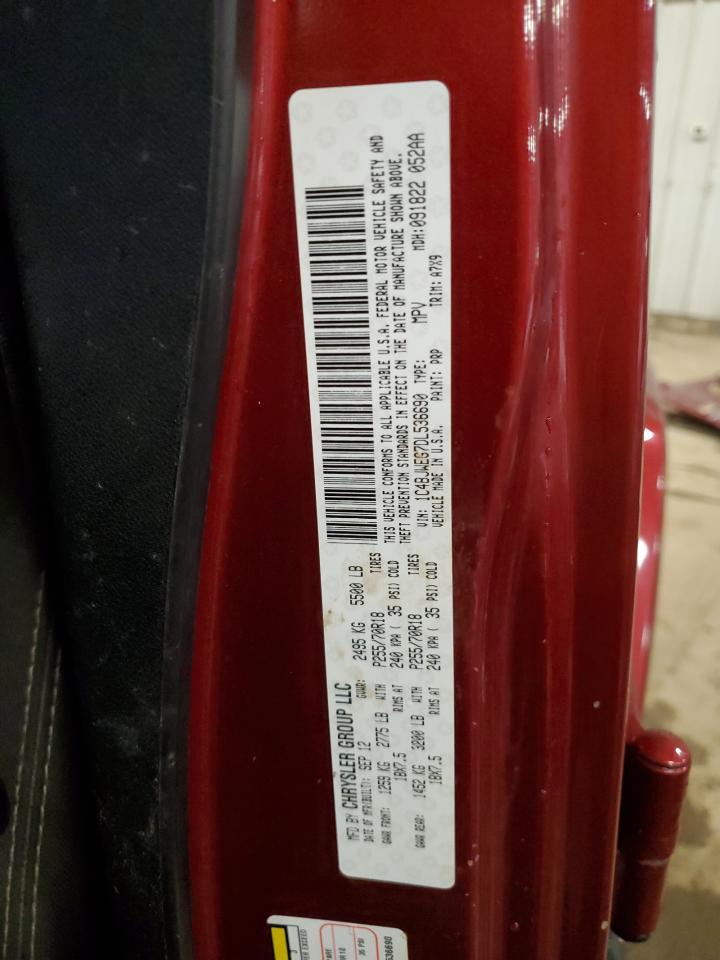 MFD BY CHRYSLER GROUP LLC
DATE OF MFR(BUILT): SEP 12 GVWR: 2495 KG 5500 LB
GAWR FRONT: 1259 KG 2775 LB WITH P255/70R18 TIRES
18X7.5 RIMS AT 240 KPA ( 35 PSI) COLD
GAWR REAR: 1452 KG 3200 LB WITH P255/70R18 TIRES
18X7.5 RIMS AT 240 KPA ( 35 PSI) COLD
THIS VEHICLE CONFORMS TO ALL APPLICABLE U.S.A. FEDERAL MOTOR VEHICLE SAFETY AND
THEFT PREVENTION STANDARDS IN EFFECT ON THE DATE OF MANUFACTURE SHOWN ABOVE.
VIN: 1C4BJWEG7DL536690 TYPE: MPV MDH:091822 052AA
VEHICLE MADE IN U.S.A. PAINT: PRP TRIM: A7X9
EXCEED
35 PSI
536690